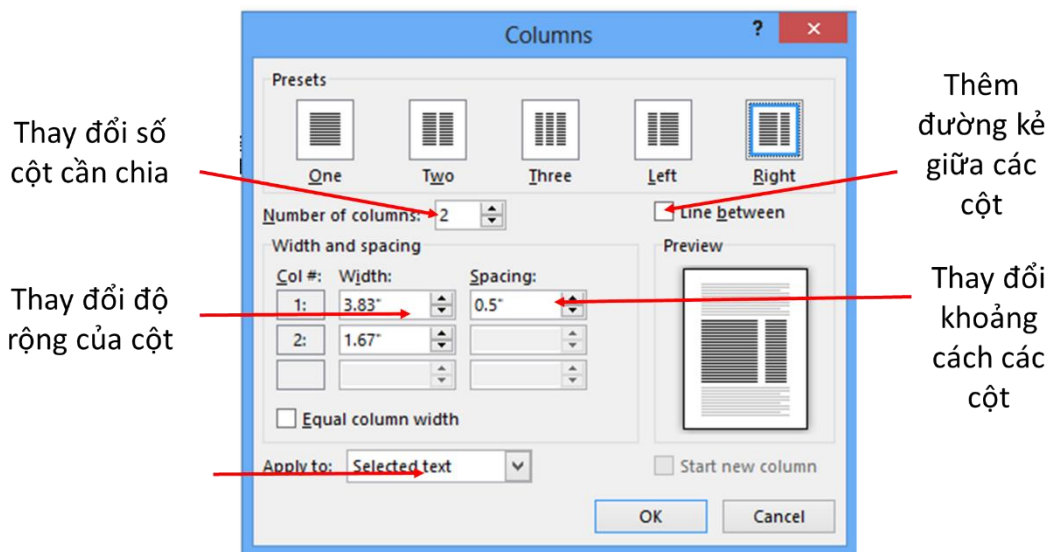 Columns
?
×
Presets
One
Two
Three
Left
Right
Number of columns:
2
Line between
Width and spacing
Preview
Col #:
Width:
Spacing:
1:
3.83"
0.5"
2:
1.67"
Equal column width
Apply to:
Selected text
Start new column
OK
Cancel
Thay đổi số
cột cần chia
Thay đổi độ
rộng của cột
Thêm
đường kẻ
giữa các
cột
Thay đổi
khoảng
cách các
cột